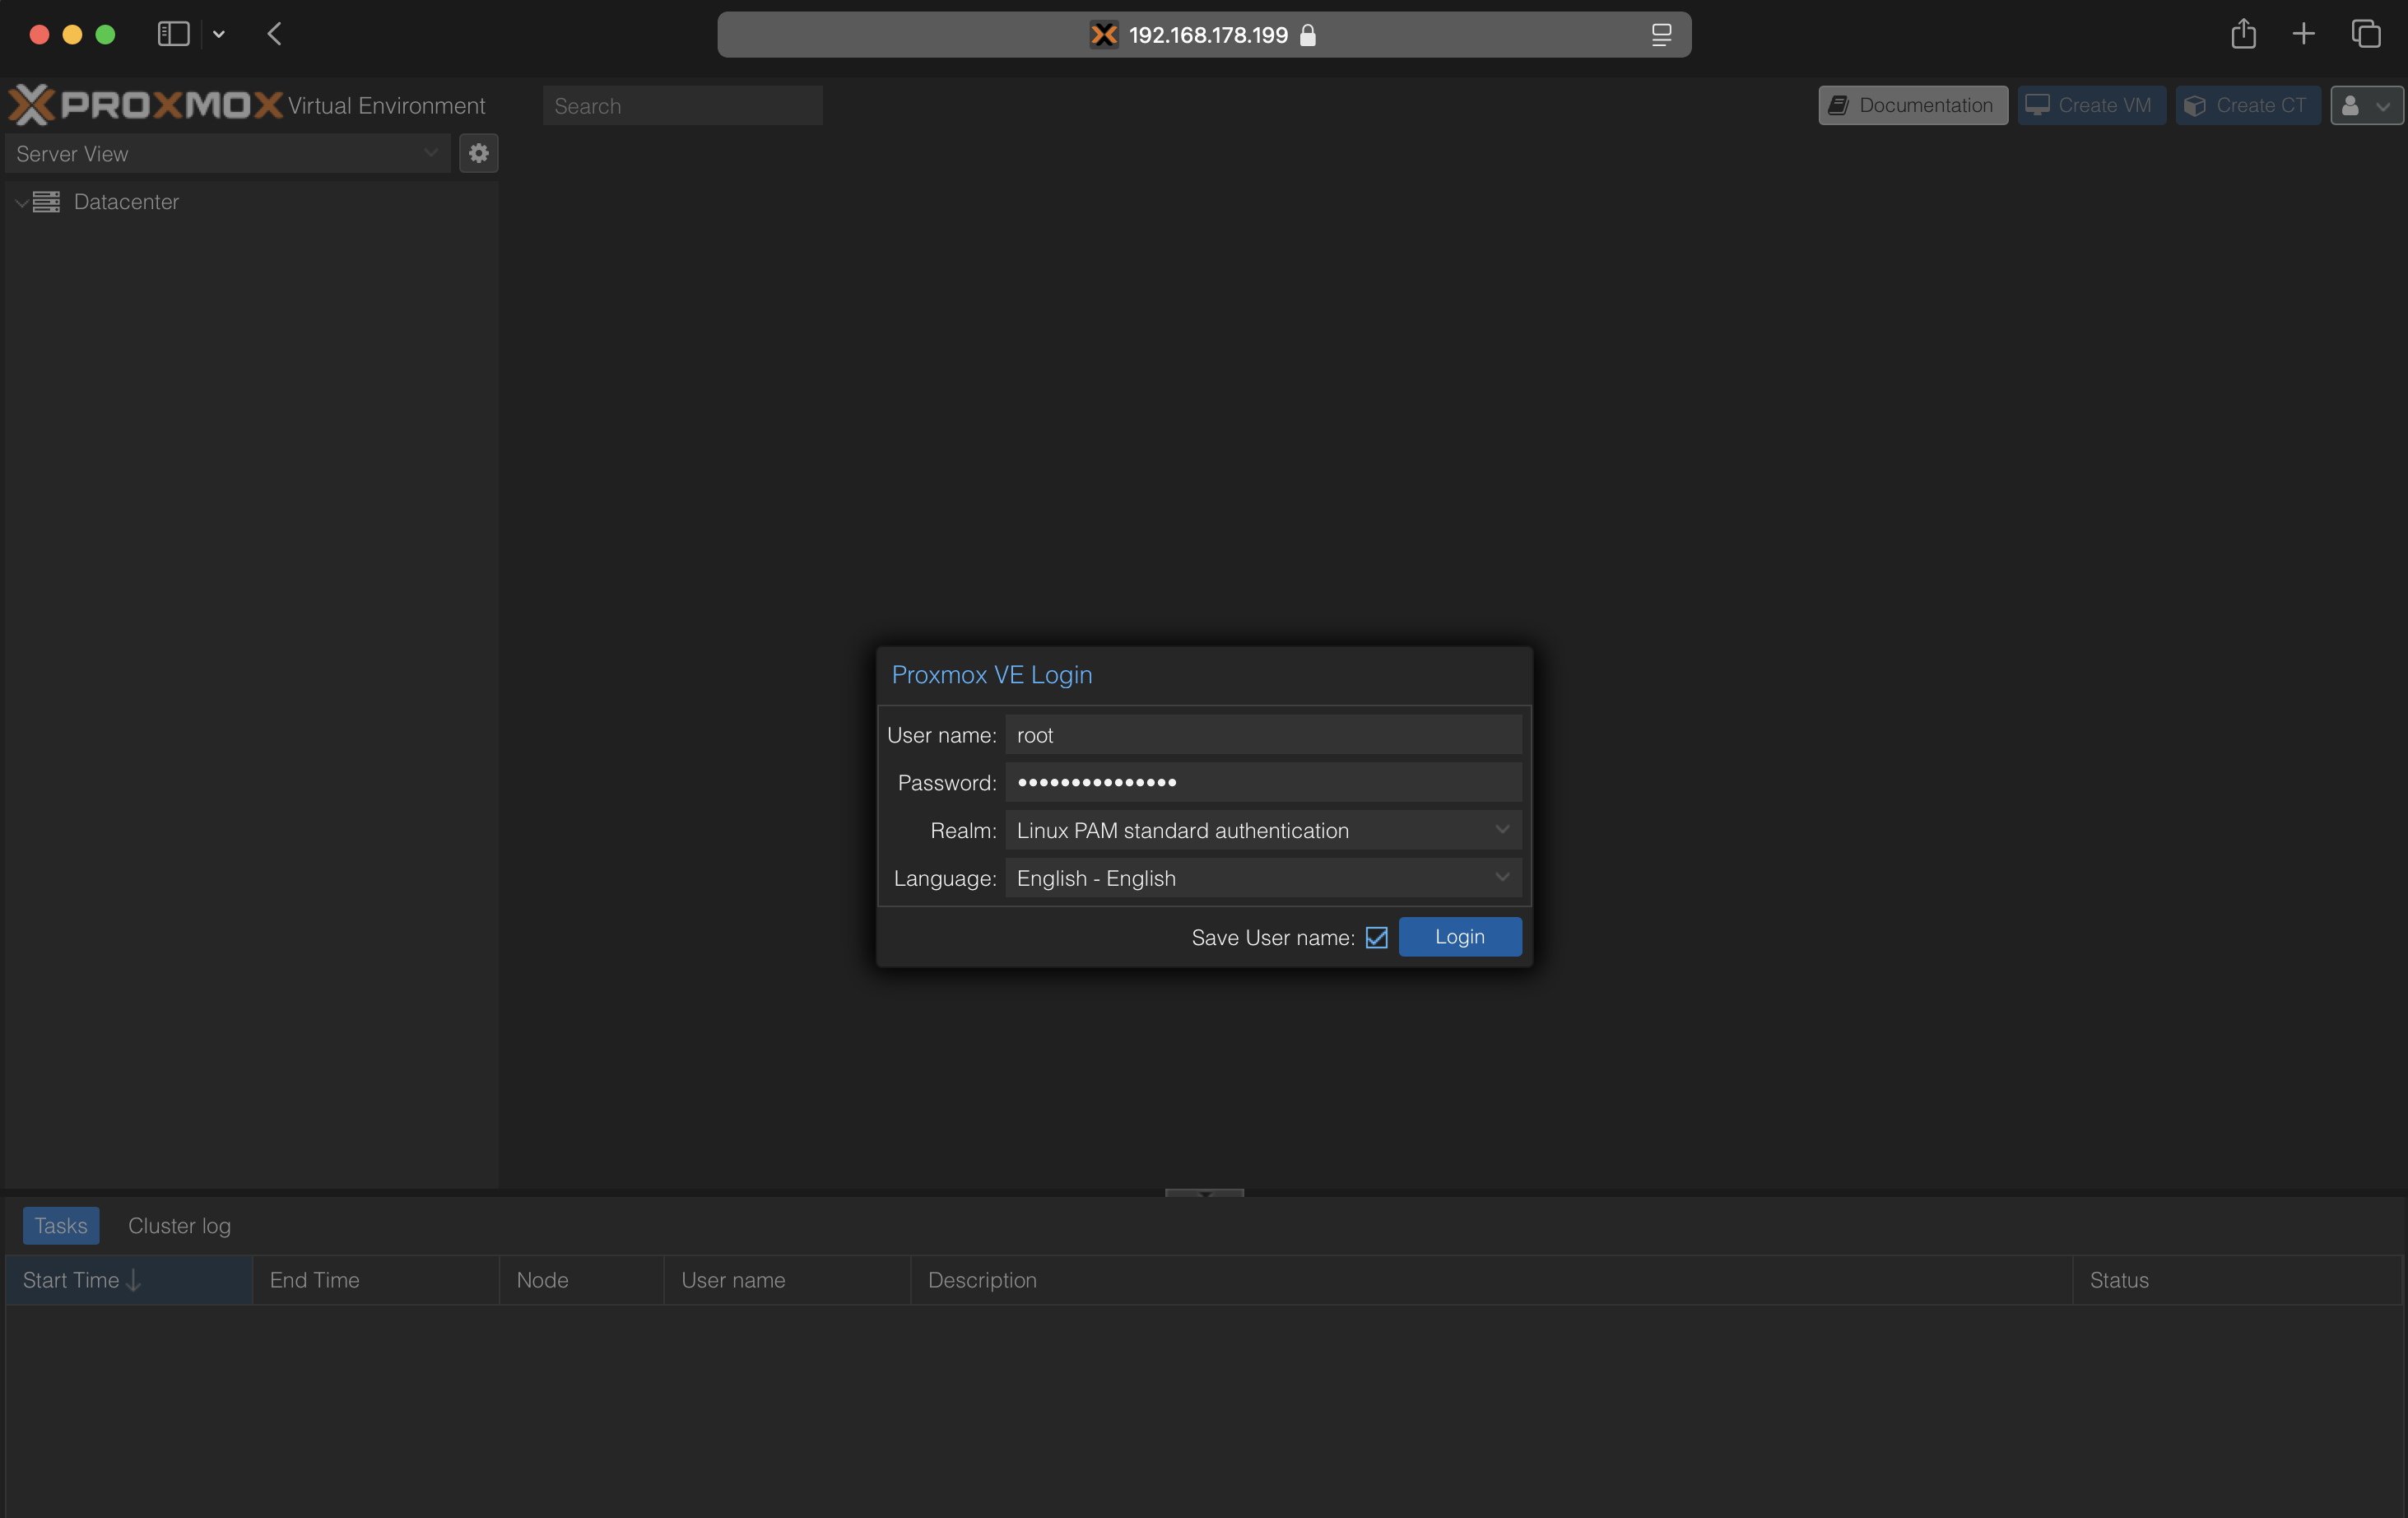 192.168.178.199
PROXMOX Virtual Environment
Search
Documentation
Create VM
Create CT
Server View
Datacenter
Proxmox VE Login
User name: root
Password: •••••••••••••••
Realm: Linux PAM standard authentication
Language: English - English
Save User name:
Login
Tasks
Cluster log
Start Time
End Time
Node
User name
Description
Status